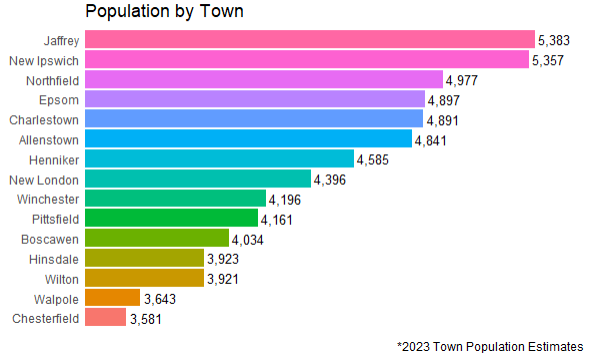 Population by Town
Jaffrey 5,383
New Ipswich 5,357
Northfield 4,977
Epsom 4,897
Charlestown 4,891
Allenstown 4,841
Henniker 4,585
New London 4,396
Winchester 4,196
Pittsfield 4,161
Boscawen 4,034
Hinsdale 3,923
Wilton 3,921
Walpole 3,643
Chesterfield 3,581
*2023 Town Population Estimates